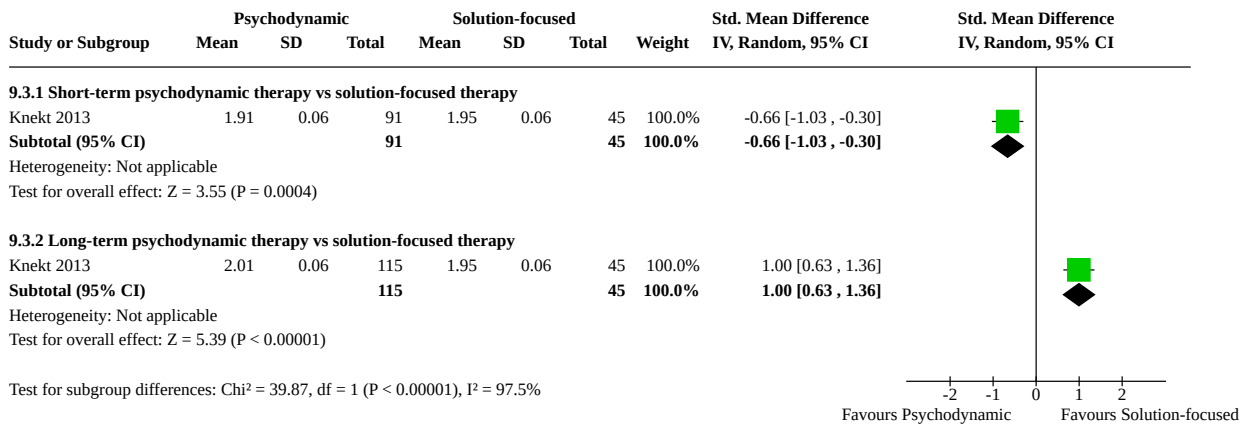 Psychodynamic Solution-focused Std. Mean Difference Std. Mean Difference
Study or Subgroup Mean SD Total Mean SD Total Weight IV, Random, 95% CI IV, Random, 95% CI
9.3.1 Short-term psychodynamic therapy vs solution-focused therapy
Knekt 2013 1.91 0.06 91 1.95 0.06 45 100.0% -0.66 [-1.03 , -0.30]
Subtotal (95% CI) 91 45 100.0% -0.66 [-1.03 , -0.30]
Heterogeneity: Not applicable
Test for overall effect: Z = 3.55 (P = 0.0004)
9.3.2 Long-term psychodynamic therapy vs solution-focused therapy
Knekt 2013 2.01 0.06 115 1.95 0.06 45 100.0% 1.00 [0.63 , 1.36]
Subtotal (95% CI) 115 45 100.0% 1.00 [0.63 , 1.36]
Heterogeneity: Not applicable
Test for overall effect: Z = 5.39 (P < 0.00001)
Test for subgroup differences: Chi² = 39.87, df = 1 (P < 0.00001), I² = 97.5%
-2 -1 0 1 2
Favours Psychodynamic Favours Solution-focused